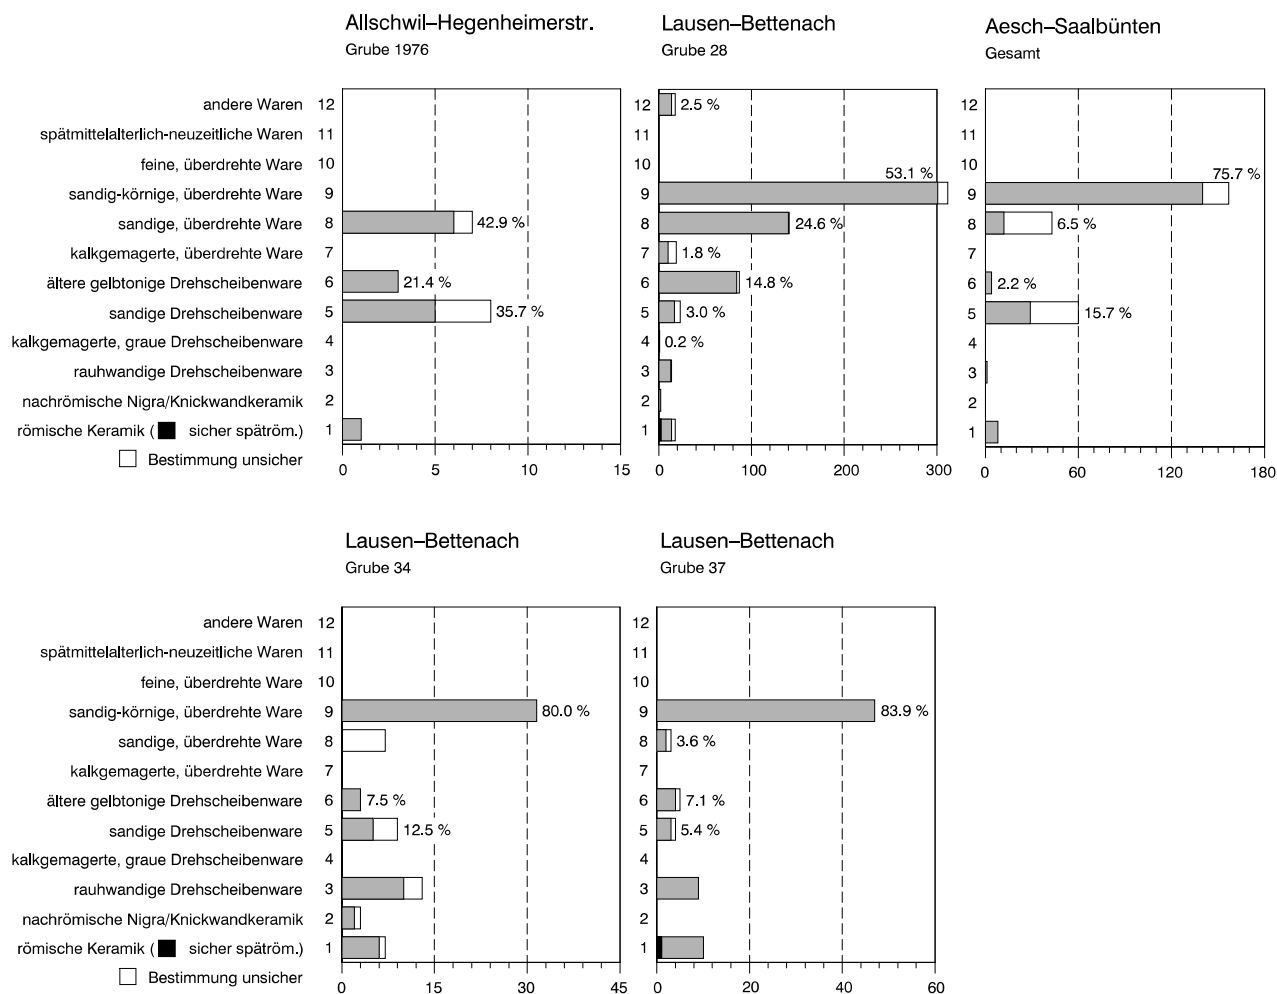 Allschwil–Hegenheimerstr.
Grube 1976
andere Waren 12
spätmittelalterlich-neuzeitliche Waren 11
feine, überdrehte Ware 10
sandig-körnige, überdrehte Ware 9
sandige, überdrehte Ware 8 42.9 %
kalkgemagerte, überdrehte Ware 7
ältere gelbtonige Drehscheibenware 6 21.4 %
sandige Drehscheibenware 5 35.7 %
kalkgemagerte, graue Drehscheibenware 4
rauhwandige Drehscheibenware 3
nachrömische Nigra/Knickwandkeramik 2
römische Keramik ( sicher spätröm.) 1
Bestimmung unsicher
0 5 10 15
Lausen–Bettenach
Grube 28
12 2.5 %
11
10
53.1 %
9
8 24.6 %
7 1.8 %
6 14.8 %
5 3.0 %
4 0.2 %
3
2
1
0 100 200 300
Aesch–Saalbünten
Gesamt
12
11
10
75.7 %
9
8 6.5 %
7
6 2.2 %
5 15.7 %
4
3
2
1
0 60 120 180
Lausen–Bettenach
Grube 34
andere Waren 12
spätmittelalterlich-neuzeitliche Waren 11
feine, überdrehte Ware 10
sandig-körnige, überdrehte Ware 9 80.0 %
sandige, überdrehte Ware 8
kalkgemagerte, überdrehte Ware 7
ältere gelbtonige Drehscheibenware 6 7.5 %
sandige Drehscheibenware 5 12.5 %
kalkgemagerte, graue Drehscheibenware 4
rauhwandige Drehscheibenware 3
nachrömische Nigra/Knickwandkeramik 2
römische Keramik ( sicher spätröm.) 1
Bestimmung unsicher
0 15 30 45
Lausen–Bettenach
Grube 37
12
11
10
9 83.9 %
8 3.6 %
7
6 7.1 %
5 5.4 %
4
3
2
1
0 20 40 60